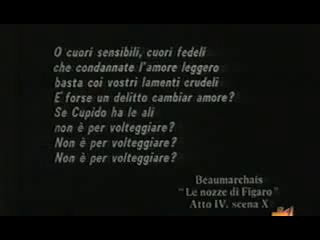 O cuori sensibili, cuori fedeli
che condannate l'amore leggero
basta coi vostri lamenti crudeli
E forse un delitto cambiar amore?
Se Cupido ha le ali
non è per volteggiare?
Non è per volteggiare?
Non è per volteggiare?
Beaumarchais
"Le nozze di Figaro"
Atto IV. scena X